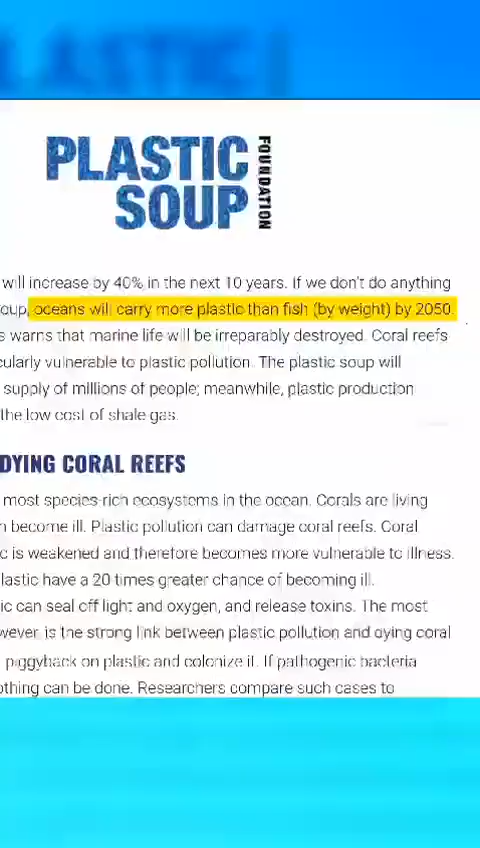 PLASTIC
SOUP
FOUNDATION
will increase by 40% in the next 10 years. If we don't do anything
oup, oceans will carry more plastic than fish (by weight) by 2050.
s warns that marine life will be irreparably destroyed. Coral reefs
cularly vulnerable to plastic pollution. The plastic soup will
supply of millions of people; meanwhile, plastic production
the low cost of shale gas.
DYING CORAL REEFS
most species-rich ecosystems in the ocean. Corals are living
n become ill. Plastic pollution can damage coral reefs. Coral
c is weakened and therefore becomes more vulnerable to illness.
lastic have a 20 times greater chance of becoming ill.
ic can seal off light and oxygen, and release toxins. The most
wever, is the strong link between plastic pollution and dying coral
piggyback on plastic and colonize it. If pathogenic bacteria
othing can be done. Researchers compare such cases to